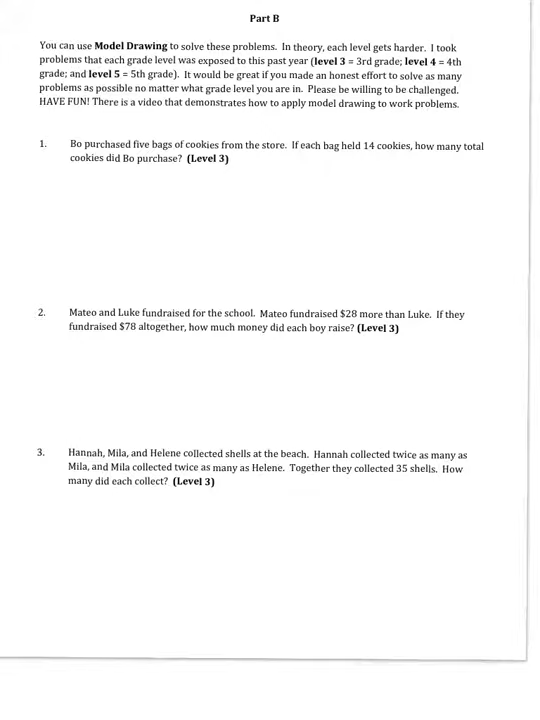 Part B
You can use Model Drawing to solve these problems. In theory, each level gets harder. I took
problems that each grade level was exposed to this past year (level 3 = 3rd grade; level 4 = 4th
grade; and level 5 = 5th grade). It would be great if you made an honest effort to solve as many
problems as possible no matter what grade level you are in. Please be willing to be challenged.
HAVE FUN! There is a video that demonstrates how to apply model drawing to work problems.
1. Bo purchased five bags of cookies from the store. If each bag held 14 cookies, how many total
cookies did Bo purchase? (Level 3)
2. Mateo and Luke fundraised for the school. Mateo fundraised $28 more than Luke. If they
fundraised $78 altogether, how much money did each boy raise? (Level 3)
3. Hannah, Mila, and Helene collected shells at the beach. Hannah collected twice as many as
Mila, and Mila collected twice as many as Helene. Together they collected 35 shells. How
many did each collect? (Level 3)